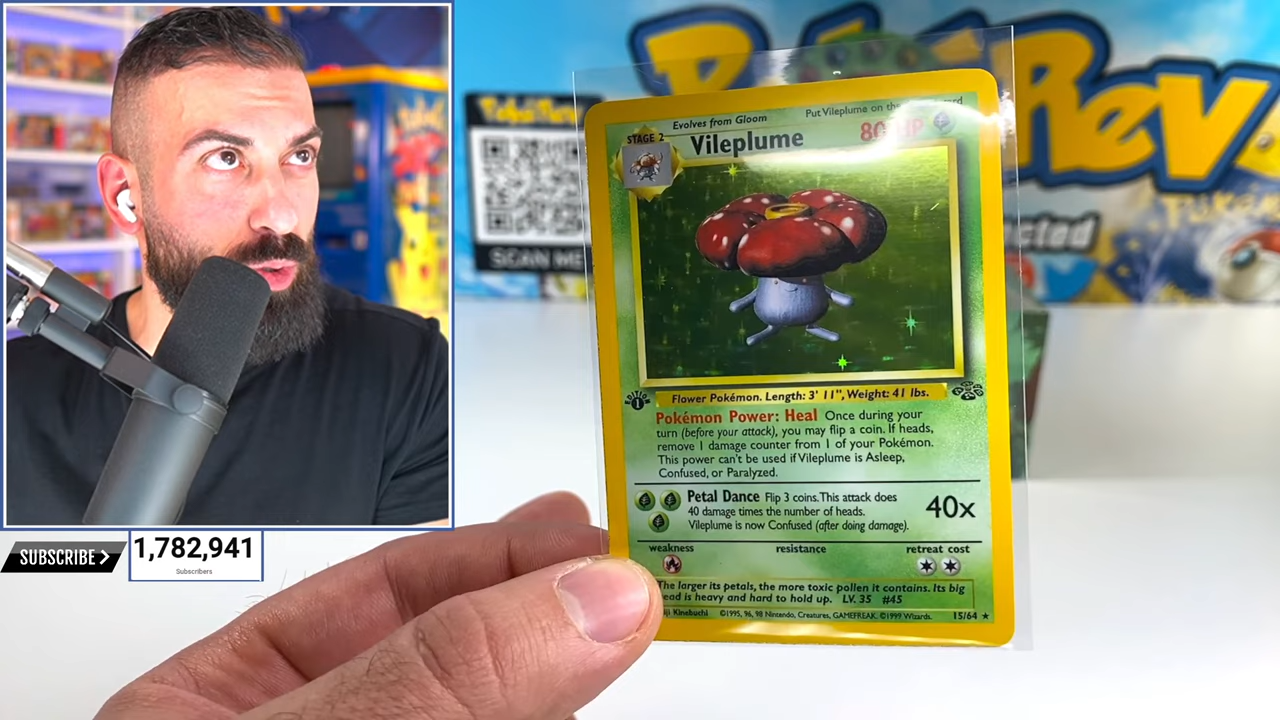 PokéRev
SCAN ME
Evolves from Gloom
Put Vileplume on the
STAGE 2
Vileplume
80 HP
EDITION
1
Flower Pokémon. Length: 3' 11", Weight: 41 lbs.
Pokémon Power: Heal Once during your
turn (before your attack), you may flip a coin. If heads,
remove 1 damage counter from 1 of your Pokémon.
This power can't be used if Vileplume is Asleep,
Confused, or Paralyzed.
Petal Dance Flip 3 coins. This attack does
40 damage times the number of heads.
Vileplume is now Confused (after doing damage).
40x
weakness
resistance
retreat cost
The larger its petals, the more toxic pollen it contains. Its big
head is heavy and hard to hold up. LV. 35 #45
Kinebuchi ©1995, 96, 98 Nintendo, Creatures, GAMEFREAK. ©1999 Wizards. 15/64 ★
SUBSCRIBE >
1,782,941
Subscribers